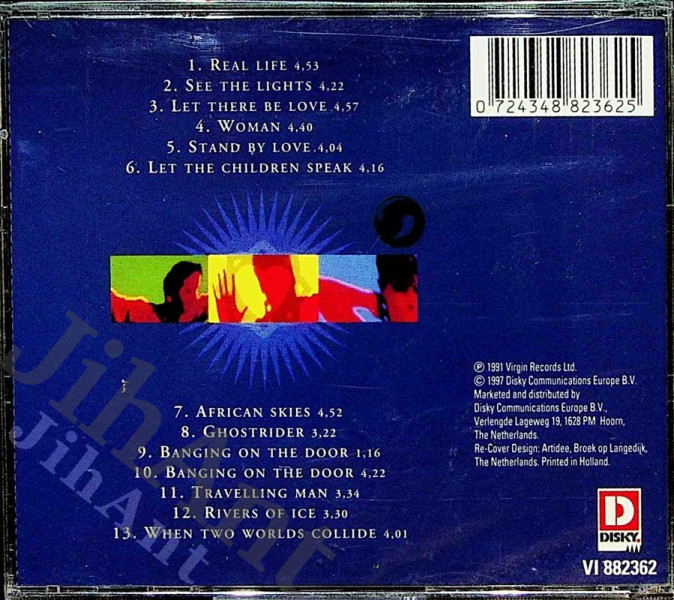 1. REAL LIFE 4,53
2. SEE THE LIGHTS 4,22
3. LET THERE BE LOVE 4,57
4. WOMAN 4,40
5. STAND BY LOVE 4,04
6. LET THE CHILDREN SPEAK 4,16
0 724348 823625
7. AFRICAN SKIES 4,52
8. GHOSTRIDER 3,22
9. BANGING ON THE DOOR 1,16
10. BANGING ON THE DOOR 4,22
11. TRAVELLING MAN 3,34
12. RIVERS OF ICE 3,30
13. WHEN TWO WORLDS COLLIDE 4,01
℗ 1991 Virgin Records Ltd.
© 1997 Disky Communications Europe B.V.
Marketed and distributed by
Disky Communications Europe B.V.,
Verlengde Lageweg 19, 1628 PM Hoorn,
The Netherlands.
Re-Cover Design: Artidee, Broek op Langedijk,
The Netherlands. Printed in Holland.
D
DISKY
VI 882362
JihAnt
JihAnt